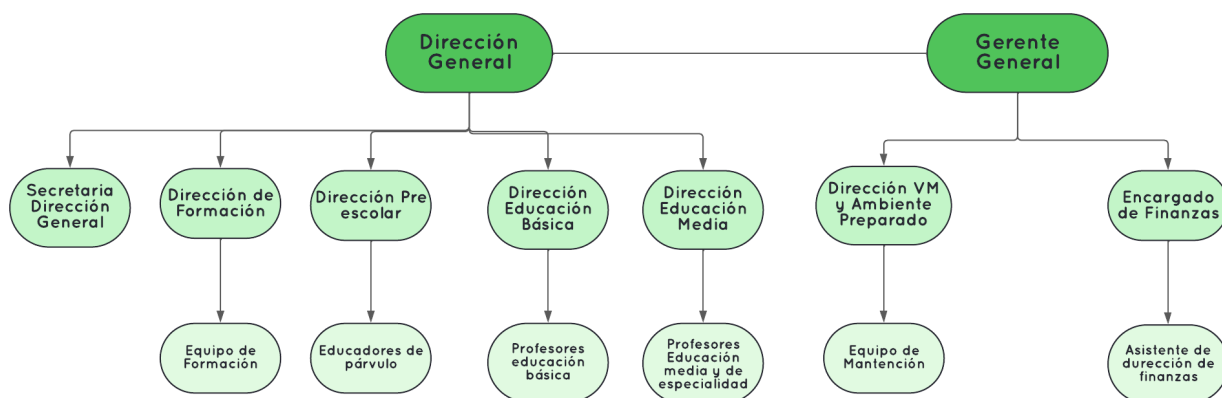 Dirección
General
Gerente
General
Secretaria
Dirección
General
Dirección de
Formación
Dirección Pre
escolar
Dirección
Educación
Básica
Dirección
Educación
Media
Dirección VM
y Ambiente
Preparado
Encargado
de Finanzas
Equipo de
Formación
Educadores de
párvulo
Profesores
educación
básica
Profesores
Educación
media y de
especialidad
Equipo de
Mantención
Asistente de
durección de
finanzas